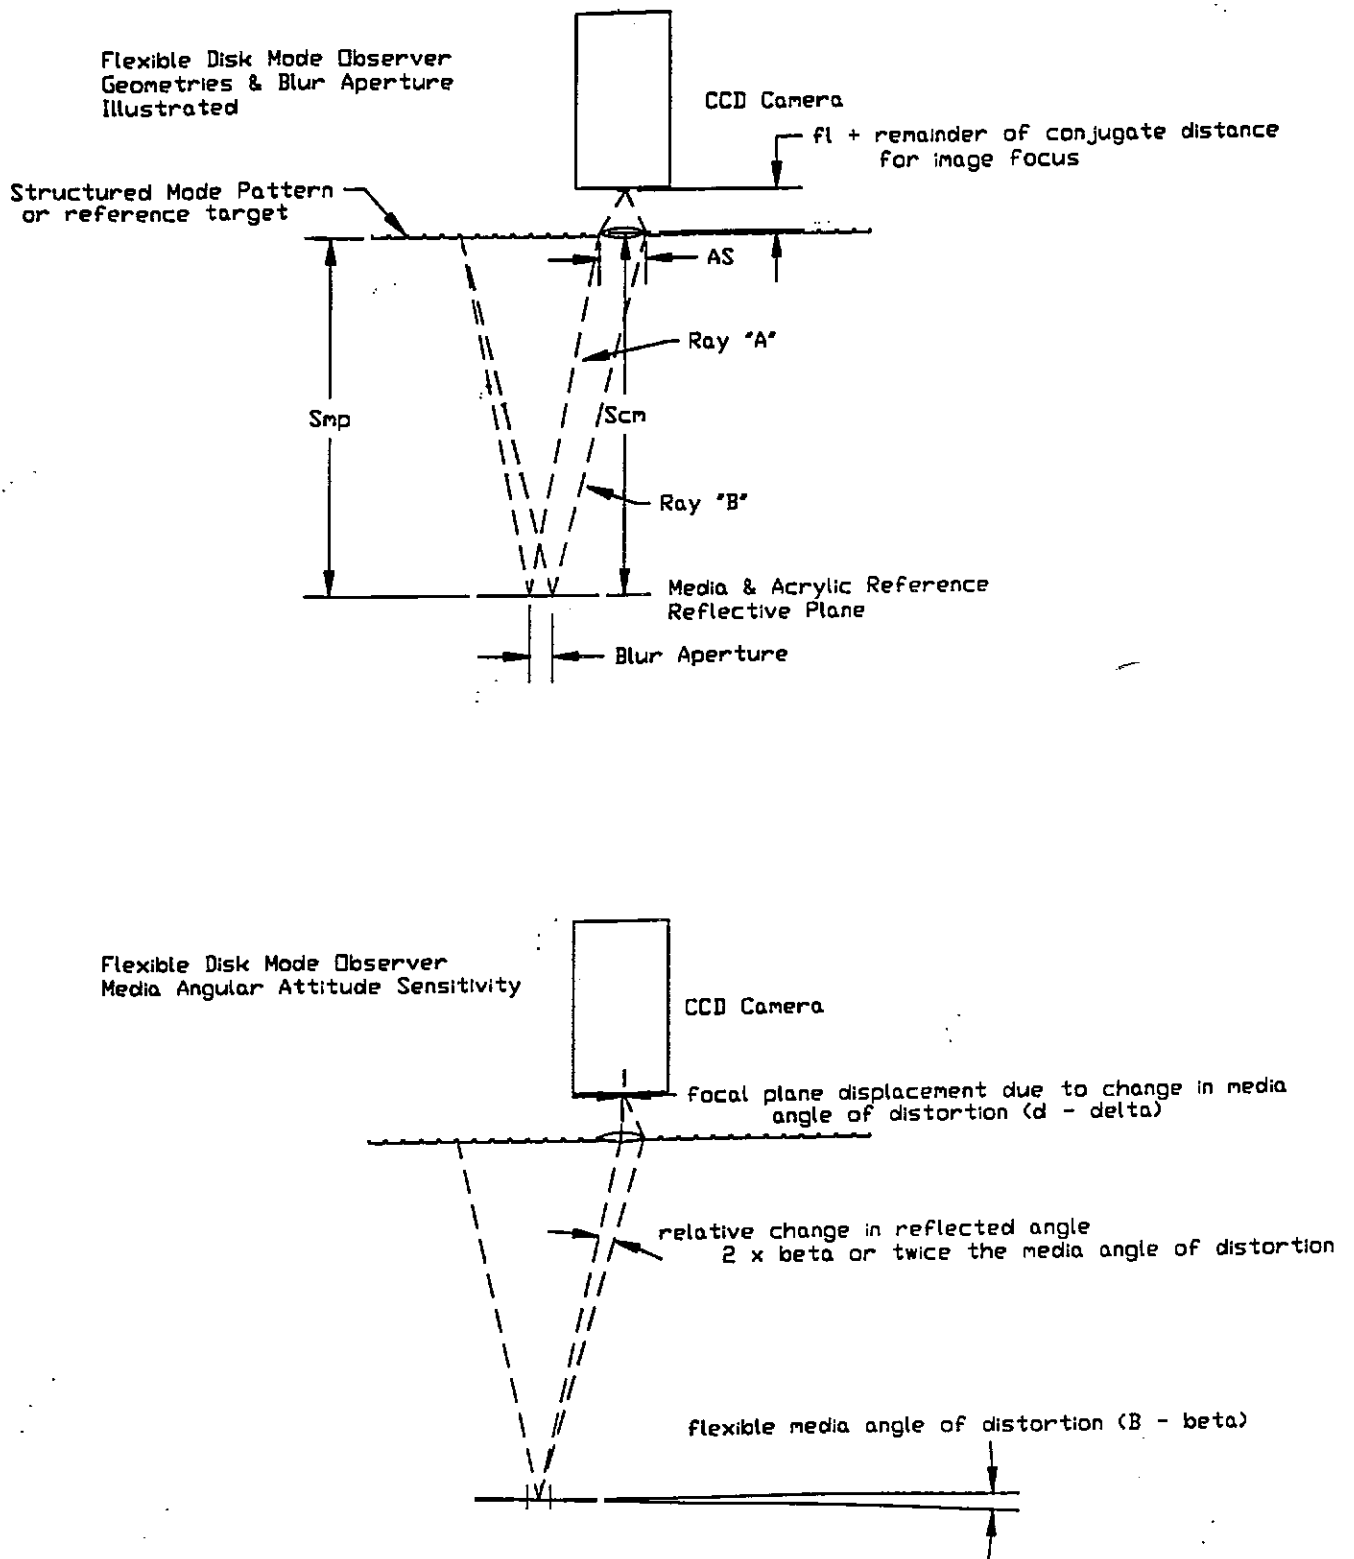 Flexible Disk Mode Observer
Geometries & Blur Aperture
Illustrated
CCD Camera
fl + remainder of conjugate distance
for image focus
Structured Mode Pattern
or reference target
AS
Ray "A"
Smp
Scm
Ray "B"
Media & Acrylic Reference
Reflective Plane
Blur Aperture
Flexible Disk Mode Observer
Media Angular Attitude Sensitivity
CCD Camera
focal plane displacement due to change in media
angle of distortion (d - delta)
relative change in reflected angle
2 x beta or twice the media angle of distortion
flexible media angle of distortion (B - beta)